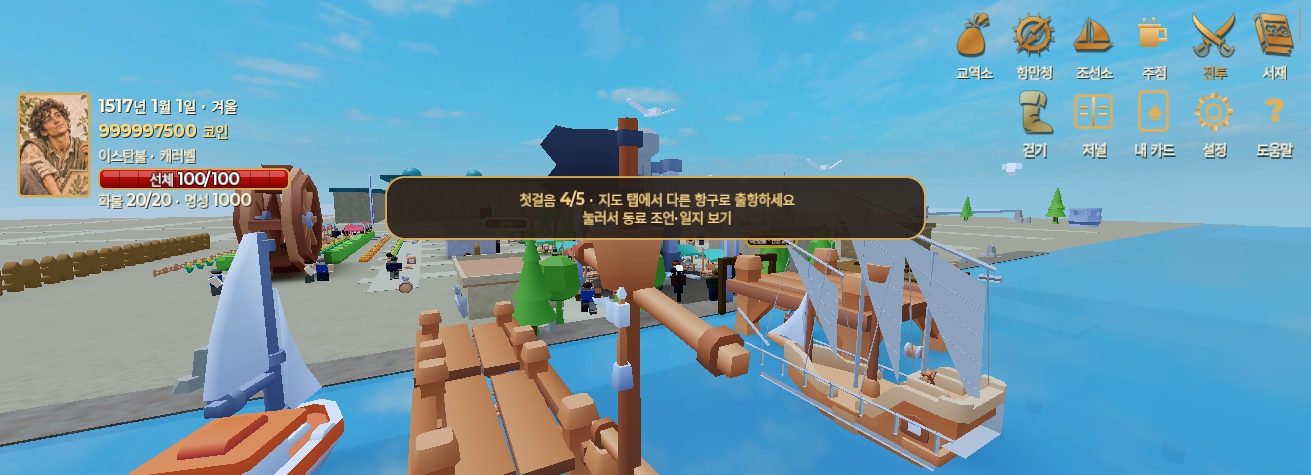 교역소 항만청 조선소 주점 전투 서재
걷기 저널 내 카드 설정 도움말
1517년 1월 1일 · 겨울
999997500 코인
이스탄불 · 캐러벨
선체 100/100
화물 20/20 · 명성 1000
첫걸음 4/5 · 지도 탭에서 다른 항구로 출항하세요
눌러서 동료 조언·일지 보기